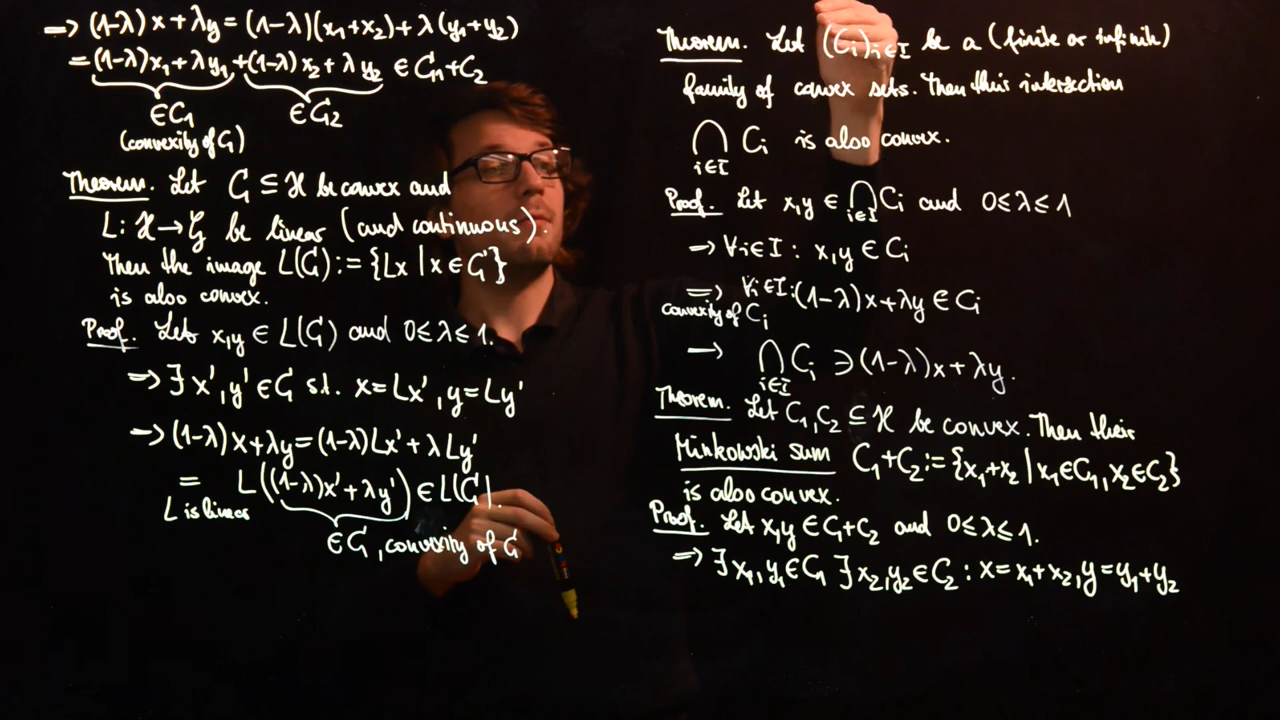 → (1-λ)x+λy = (1-λ)(x₁+x₂)+λ(y₁+y₂)
= (1-λ)x₁+λy₁ + (1-λ)x₂+λy₂ ∈ C₁+C₂
∈C₁ ∈C₂
(convexity of C)
Theorem. Let C ⊆ ℋ be convex and
L: ℋ→𝒢 be linear (and continuous).
Then the image L(C) := {Lx | x∈C}
is also convex.
Proof. Let x,y ∈ L(C) and 0≤λ≤1.
⇒ ∃ x',y' ∈ C s.t. x=Lx', y=Ly'
→ (1-λ)x+λy = (1-λ)Lx' + λLy'
= L((1-λ)x'+λy') ∈ L(C).
L is linear
∈C, convexity of C
Theorem. Let (Cᵢ)i∈I be a (finite or infinite)
family of convex sets. Then this intersection
⋂ Cᵢ is also convex.
i∈I
Proof. Let x,y ∈ ⋂i∈I Cᵢ and 0≤λ≤1
→ ∀i∈I: x,y ∈ Cᵢ
⇒ ∀i∈I: (1-λ)x+λy ∈ Cᵢ
convexity of Cᵢ
→ ⋂ Cᵢ ∋ (1-λ)x+λy.
i∈I
Theorem. Let C₁,C₂ ⊆ ℋ be convex. Then their
Minkowski sum C₁+C₂ := {x₁+x₂ | x₁∈C₁, x₂∈C₂}
is also convex.
Proof. Let x,y ∈ C₁+C₂ and 0≤λ≤1.
⇒ ∃ x₁,y₁∈C₁ ∃ x₂,y₂∈C₂ : x=x₁+x₂, y=y₁+y₂